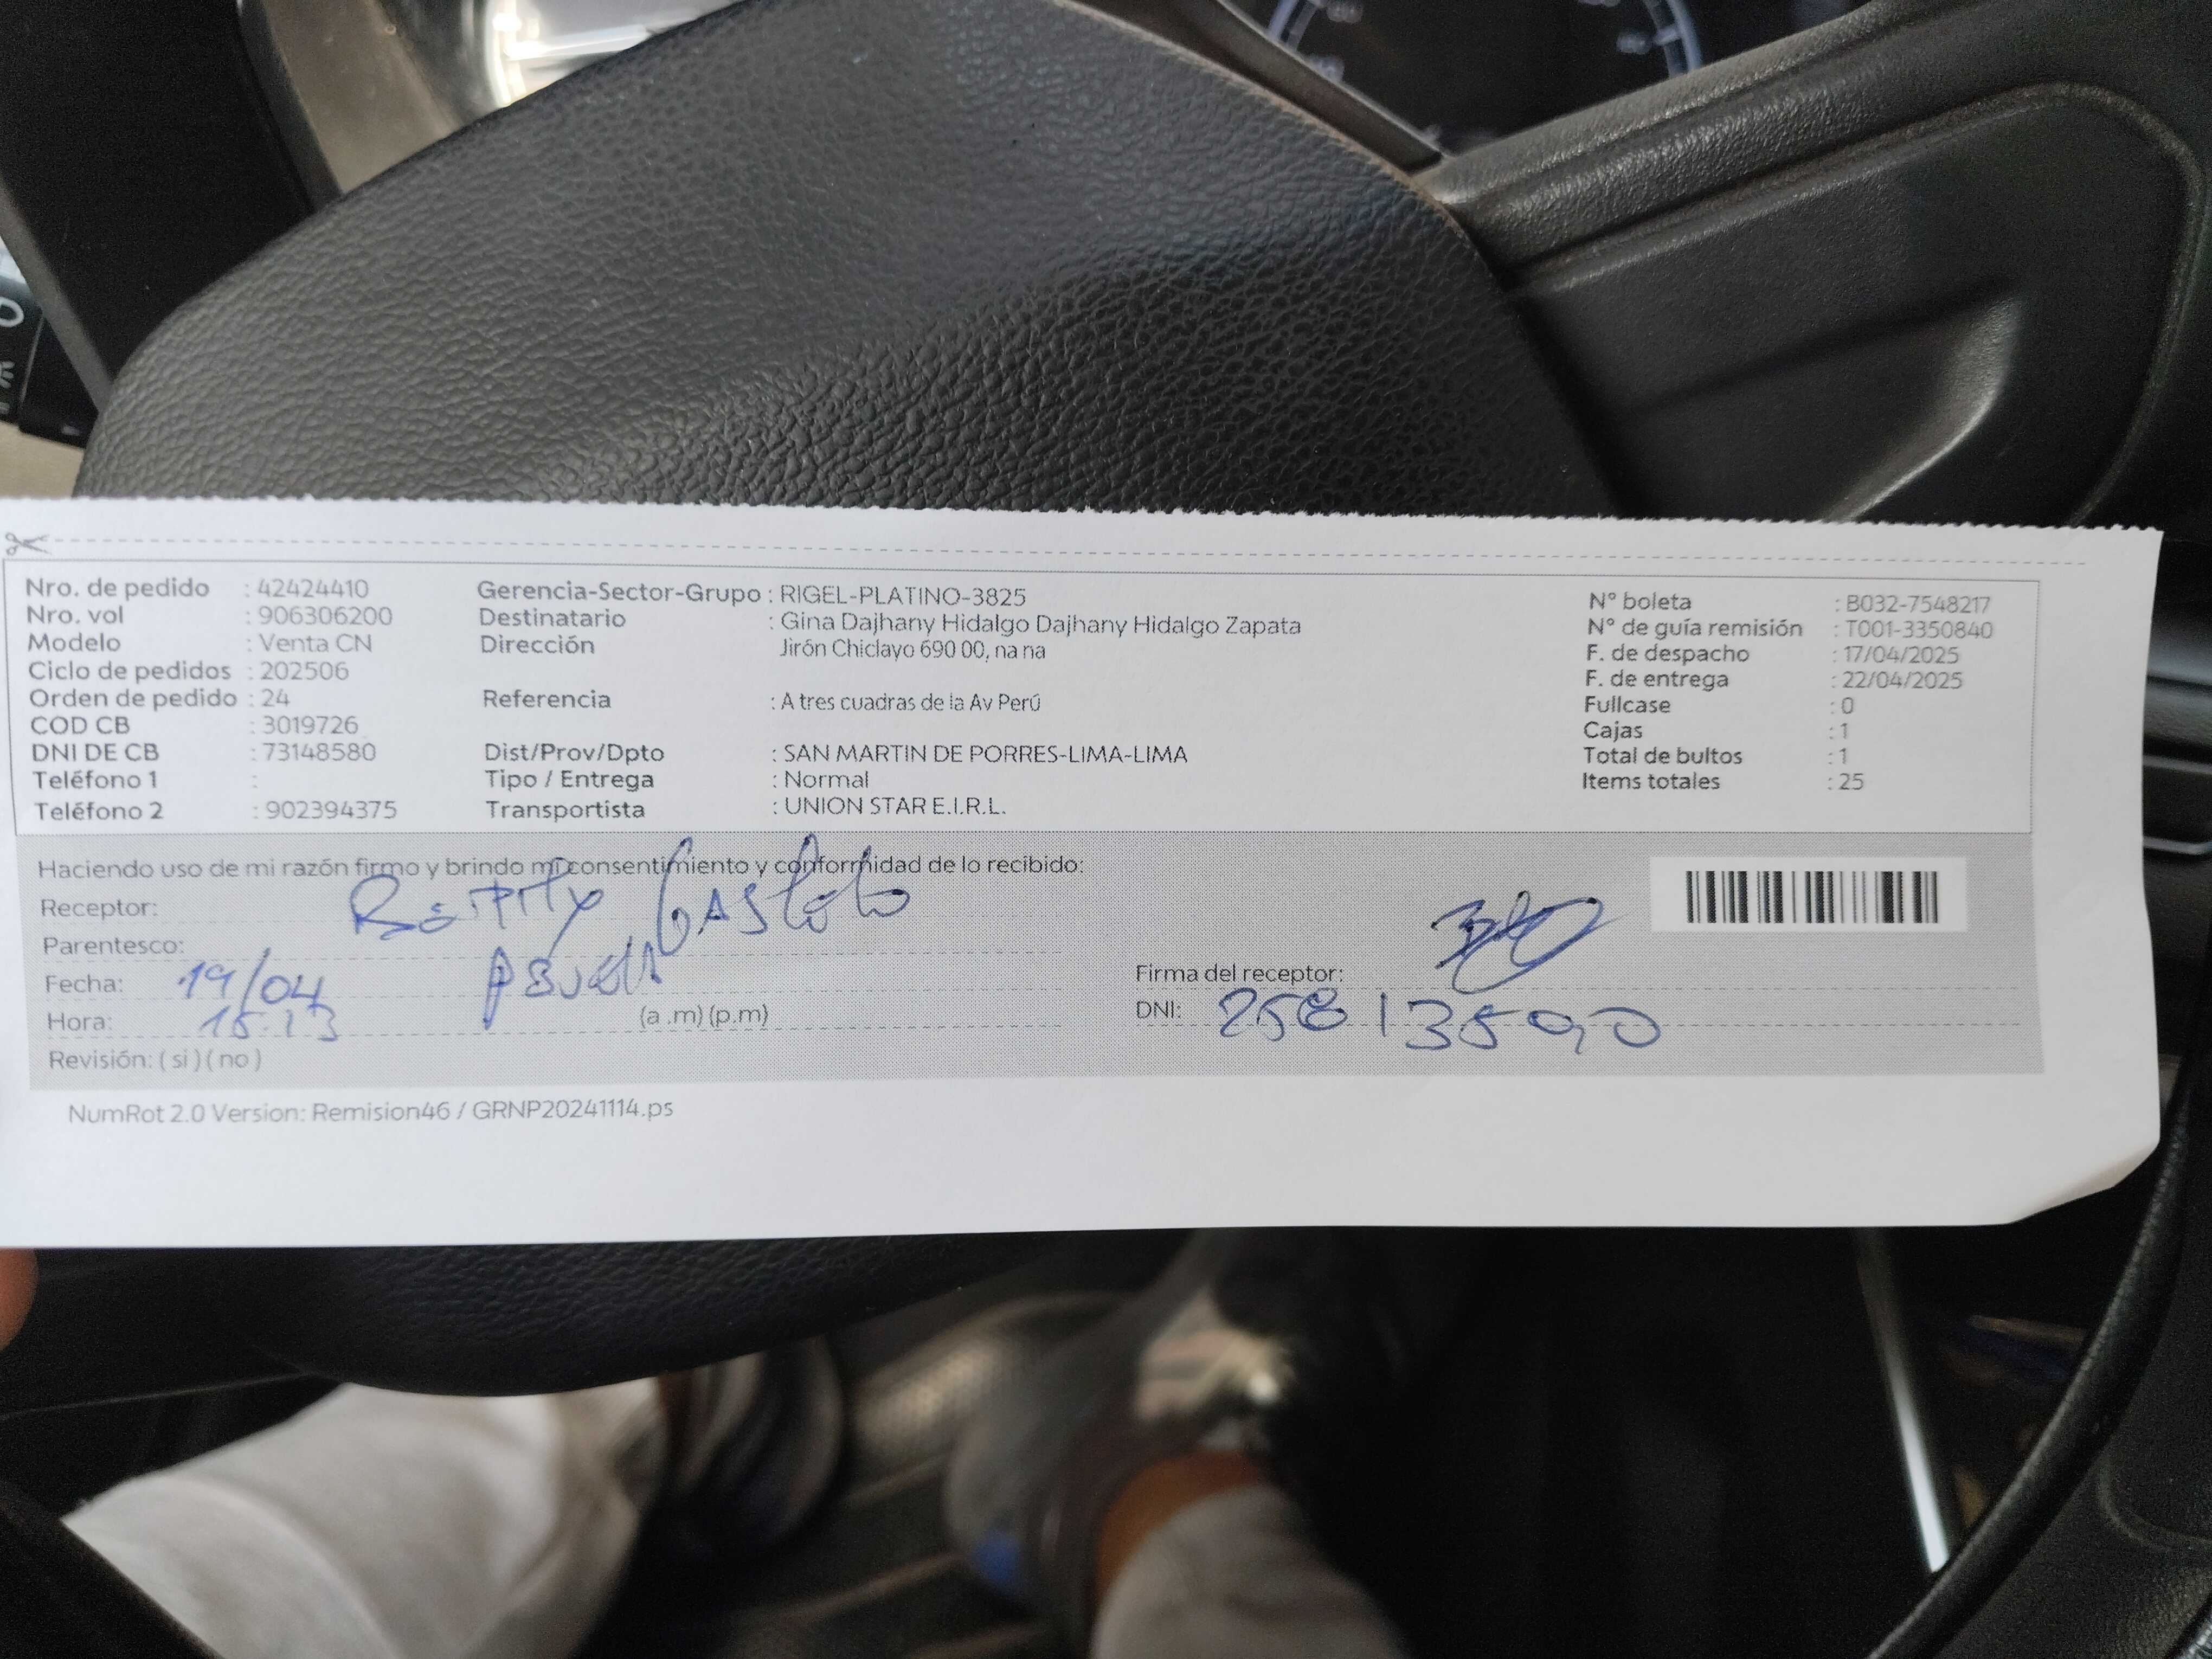 Nro. de pedido : 42424410
Nro. vol : 906306200
Modelo : Venta CN
Ciclo de pedidos : 202506
Orden de pedido : 24
COD CB : 3019726
DNI DE CB : 73148580
Teléfono 1 :
Teléfono 2 : 902394375
Gerencia-Sector-Grupo : RIGEL-PLATINO-3825
Destinatario : Gina Dajhany Hidalgo Dajhany Hidalgo Zapata
Dirección Jirón Chiclayo 690 00, na na
Referencia : A tres cuadras de la Av Perú
Dist/Prov/Dpto : SAN MARTIN DE PORRES-LIMA-LIMA
Tipo / Entrega : Normal
Transportista : UNION STAR E.I.R.L.
N° boleta : B032-7548217
N° de guía remisión : T001-3350840
F. de despacho : 17/04/2025
F. de entrega : 22/04/2025
Fullcase : 0
Cajas : 1
Total de bultos : 1
Items totales : 25
Haciendo uso de mi razón firmo y brindo mi consentimiento y conformidad de lo recibido:
Receptor:
Parentesco:
Fecha: 19/04
Hora: 15:13 (a .m) (p.m)
Revisión: ( si ) ( no )
Firma del receptor:
DNI:
NumRot 2.0 Version: Remision46 / GRNP20241114.ps